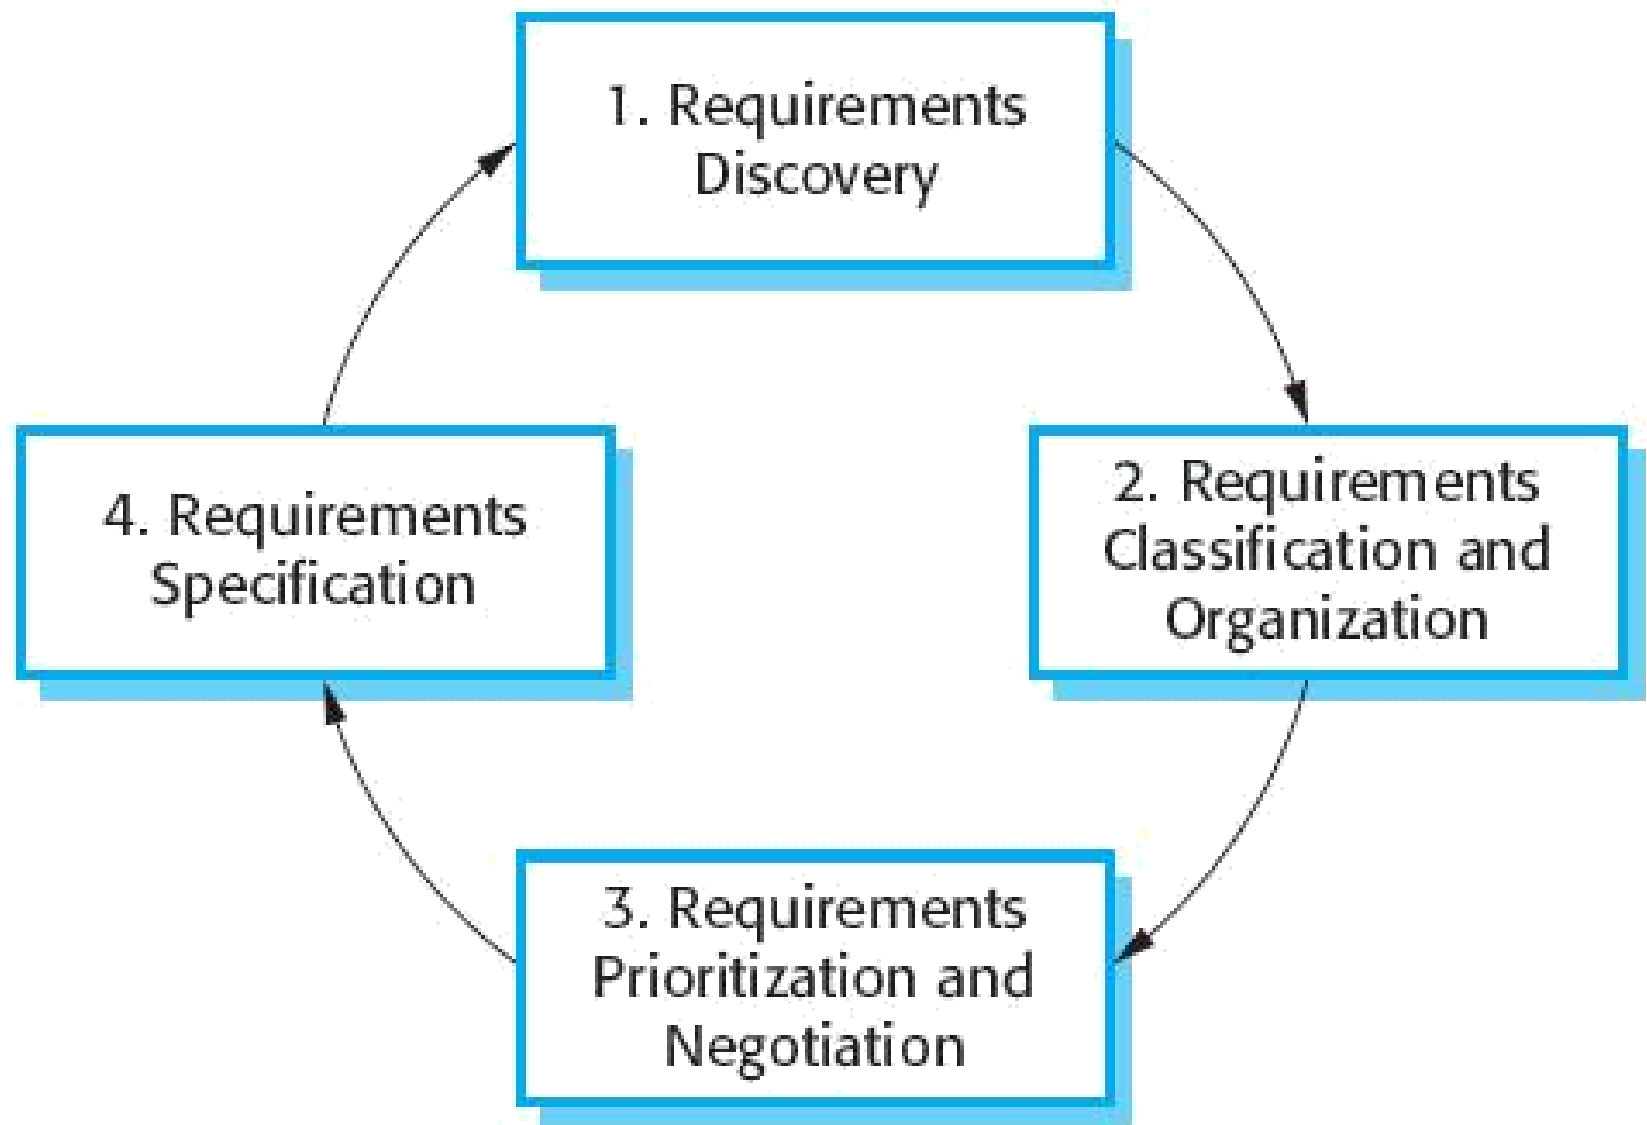 1. Requirements
Discovery
2. Requirements
Classification and
Organization
3. Requirements
Prioritization and
Negotiation
4. Requirements
Specification